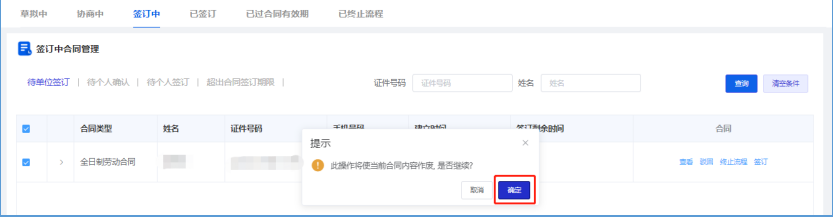 草拟中 协商中 签订中 已签订 已过合同有效期 已终止流程
签订中合同管理
待单位签订 | 待个人确认 | 待个人签订 | 超出合同签订期限 | 证件号码 证件号码 姓名 姓名 查询 清空条件
合同类型 姓名 证件号码 手机号码 建立时间 签订剩余时间 合同
提示 ×
> 全日制劳动合同 查看 撤回 终止流程 签订
此操作将使当前合同内容作废, 是否继续?
取消 确定